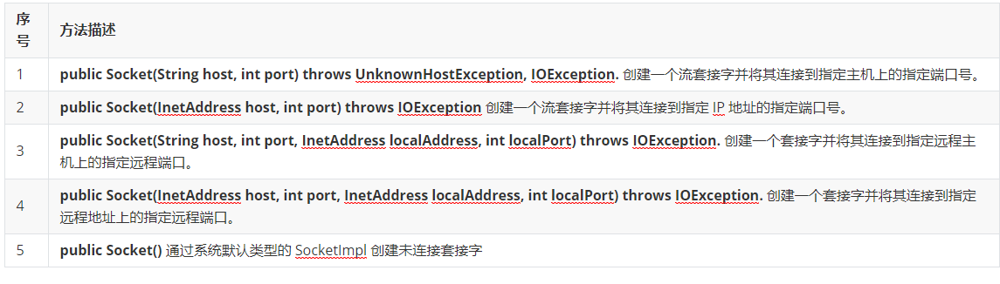 序
号
方法描述
1
public Socket(String host, int port) throws UnknownHostException, IOException. 创建一个流套接字并将其连接到指定主机上的指定端口号。
2
public Socket(InetAddress host, int port) throws IOException 创建一个流套接字并将其连接到指定 IP 地址的指定端口号。
3
public Socket(String host, int port, InetAddress localAddress, int localPort) throws IOException. 创建一个套接字并将其连接到指定远程主
机上的指定远程端口。
4
public Socket(InetAddress host, int port, InetAddress localAddress, int localPort) throws IOException. 创建一个套接字并将其连接到指定
远程地址上的指定远程端口。
5
public Socket() 通过系统默认类型的 SocketImpl 创建未连接套接字